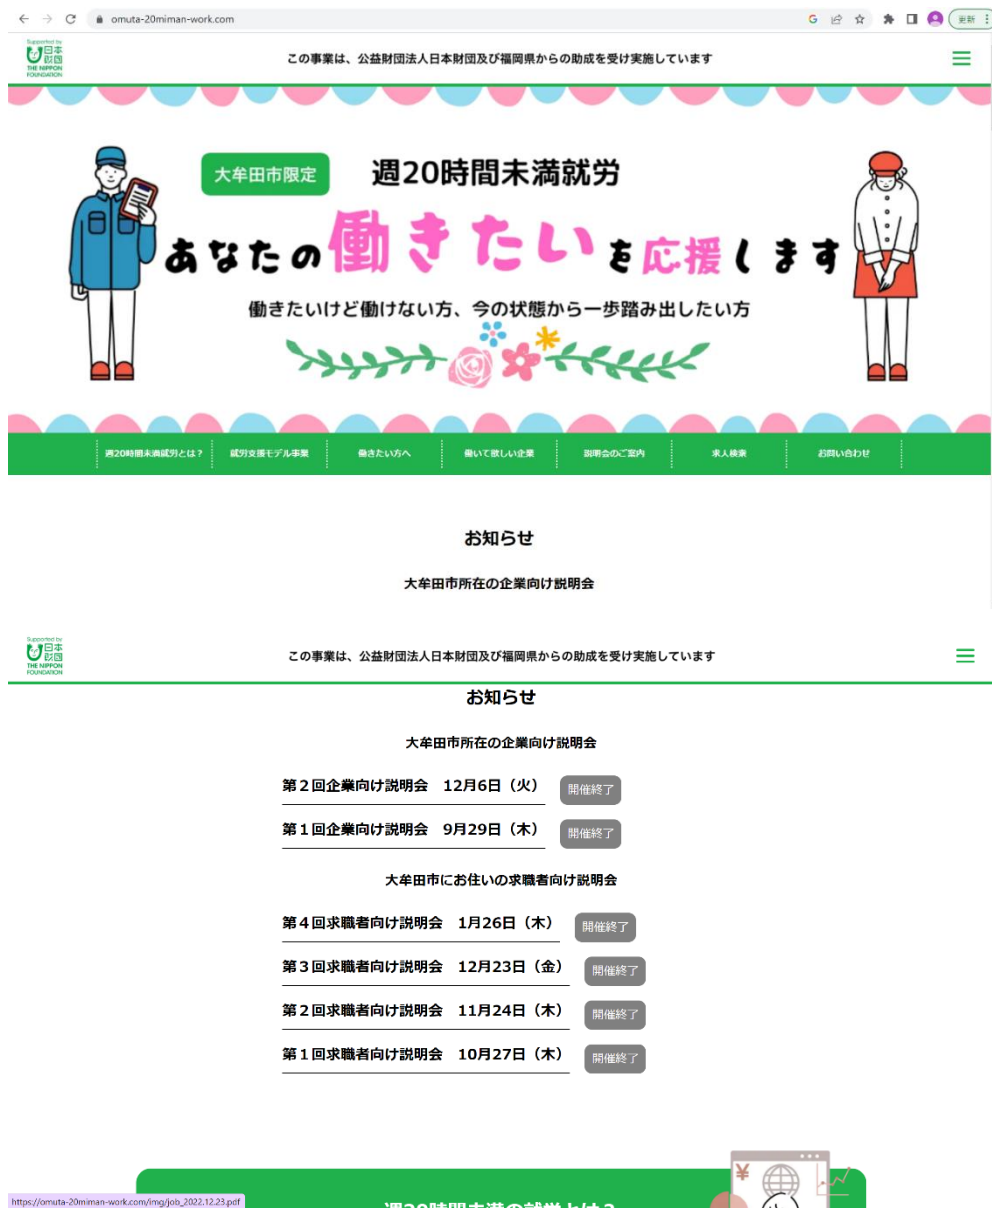 omuta-20miman-work.com
更新
Supported by
日本
財団
THE NIPPON
FOUNDATION
この事業は、公益財団法人日本財団及び福岡県からの助成を受け実施しています
大牟田市限定
週20時間未満就労
あなたの働きたいを応援します
働きたいけど働けない方、今の状態から一歩踏み出したい方
週20時間未満就労とは？ 就労支援モデル事業 働きたい方へ 働いて欲しい企業 説明会のご案内 求人検索 お問い合わせ
お知らせ
大牟田市所在の企業向け説明会
Supported by
日本
財団
THE NIPPON
FOUNDATION
この事業は、公益財団法人日本財団及び福岡県からの助成を受け実施しています
お知らせ
大牟田市所在の企業向け説明会
第２回企業向け説明会　12月6日（火） 開催終了
第１回企業向け説明会　9月29日（木） 開催終了
大牟田市にお住いの求職者向け説明会
第４回求職者向け説明会　1月26日（木） 開催終了
第３回求職者向け説明会　12月23日（金） 開催終了
第２回求職者向け説明会　11月24日（木） 開催終了
第１回求職者向け説明会　10月27日（木） 開催終了
¥
週20時間未満の就労とは？
https://omuta-20miman-work.com/img/job_2022.12.23.pdf